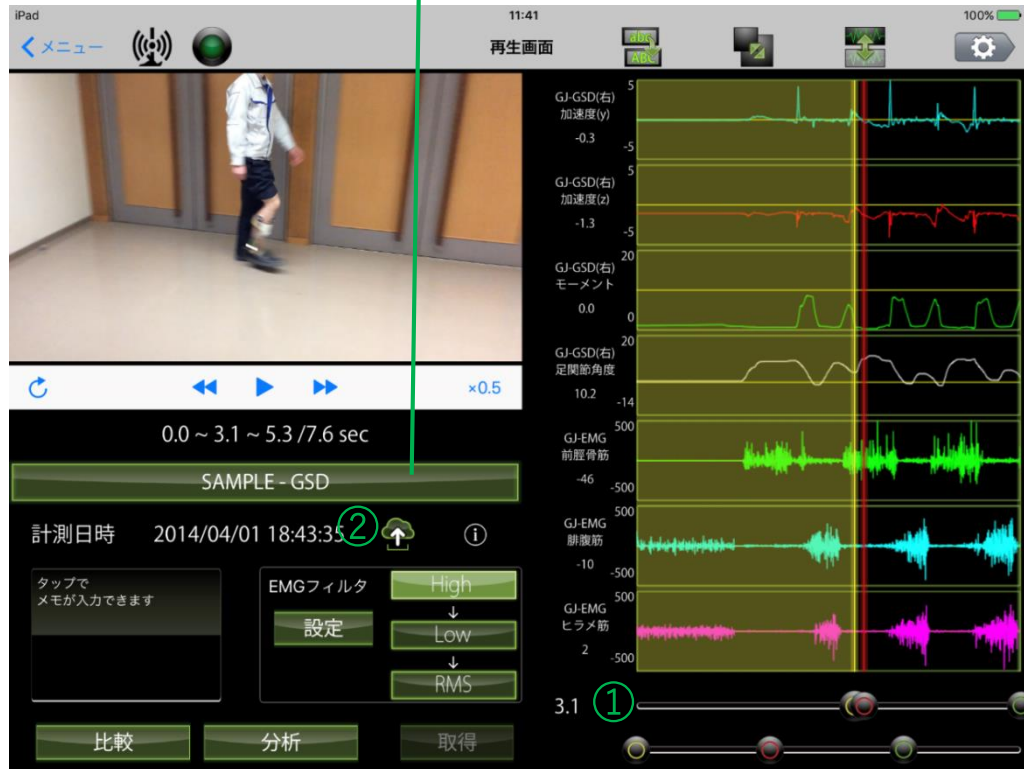 iPad
11:41
100%
メニュー
再生画面
abc
ABC
×0.5
0.0 ~ 3.1 ~ 5.3 /7.6 sec
SAMPLE - GSD
計測日時 2014/04/01 18:43:35 ②
i
タップで
メモが入力できます
EMGフィルタ
設定
High
↓
Low
↓
RMS
比較
分析
取得
GJ-GSD(右)
加速度(y)
-0.3
5
-5
GJ-GSD(右)
加速度(z)
-1.3
5
-5
GJ-GSD(右)
モーメント
0.0
20
0
GJ-GSD(右)
足関節角度
10.2
20
-14
GJ-EMG
前脛骨筋
-46
500
-500
GJ-EMG
腓腹筋
-10
500
-500
GJ-EMG
ヒラメ筋
2
500
-500
3.1 ①